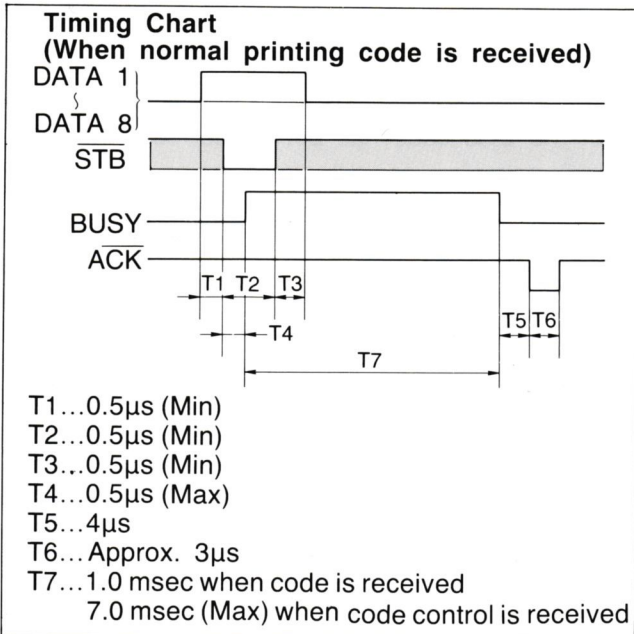 Timing Chart
(When normal printing code is received)
DATA 1
∫
DATA 8
STB
BUSY
ACK
T1 T2 T3
T4
T5 T6
T7
T1...0.5µs (Min)
T2...0.5µs (Min)
T3...0.5µs (Min)
T4...0.5µs (Max)
T5...4µs
T6...Approx. 3µs
T7...1.0 msec when code is received
7.0 msec (Max) when code control is received